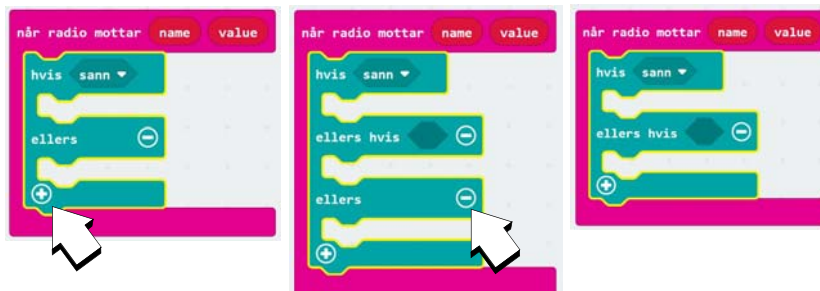 når radio mottar name value
hvis sann
ellers
når radio mottar name value
hvis sann
ellers hvis
ellers
når radio mottar name value
hvis sann
ellers hvis